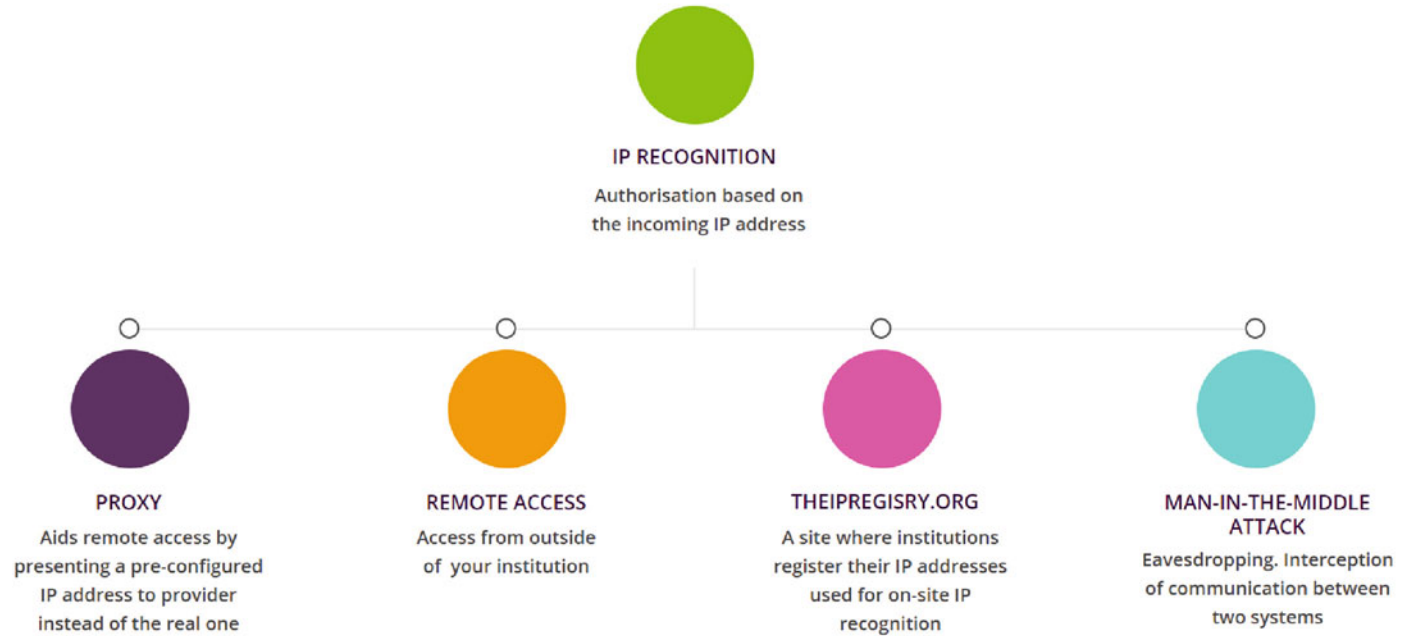 IP RECOGNITION
Authorisation based on
the incoming IP address
PROXY
Aids remote access by
presenting a pre-configured
IP address to provider
instead of the real one
REMOTE ACCESS
Access from outside
of your institution
THEIPREGISRY.ORG
A site where institutions
register their IP addresses
used for on-site IP
recognition
MAN-IN-THE-MIDDLE
ATTACK
Eavesdropping. Interception
of communication between
two systems